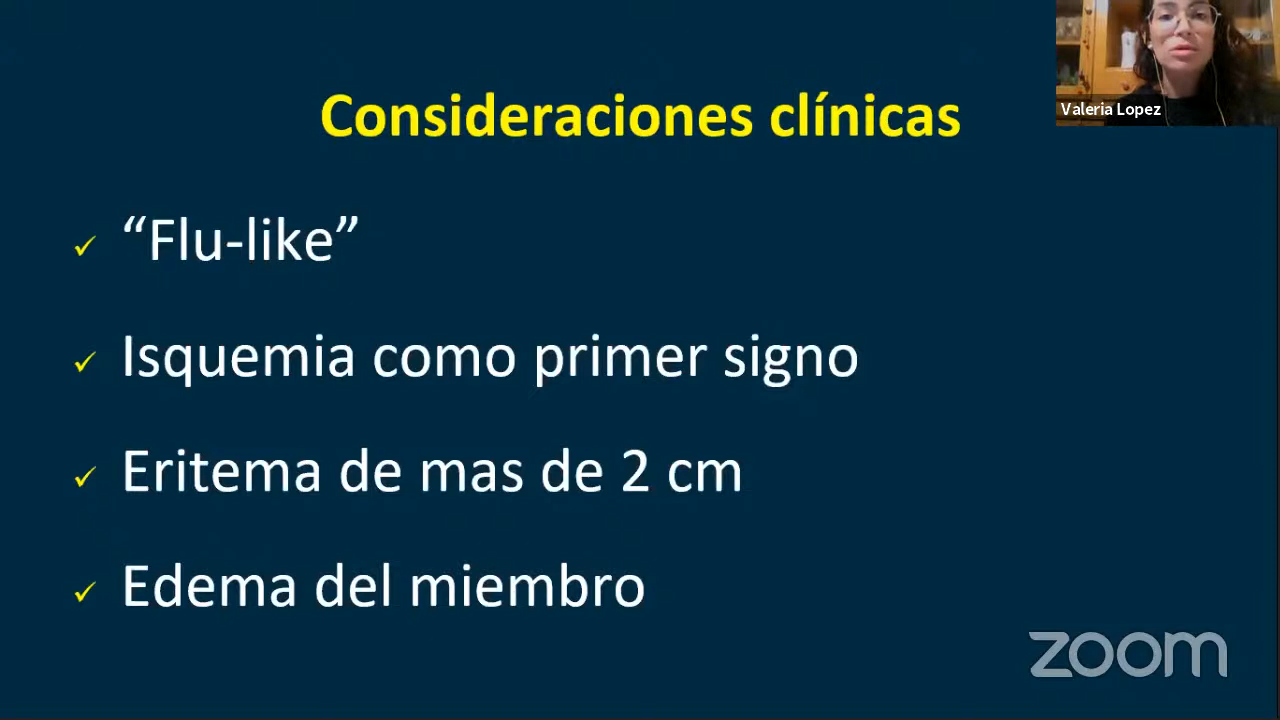 Consideraciones clínicas
Valeria Lopez
✓ “Flu-like”
✓ Isquemia como primer signo
✓ Eritema de mas de 2 cm
✓ Edema del miembro
zoom